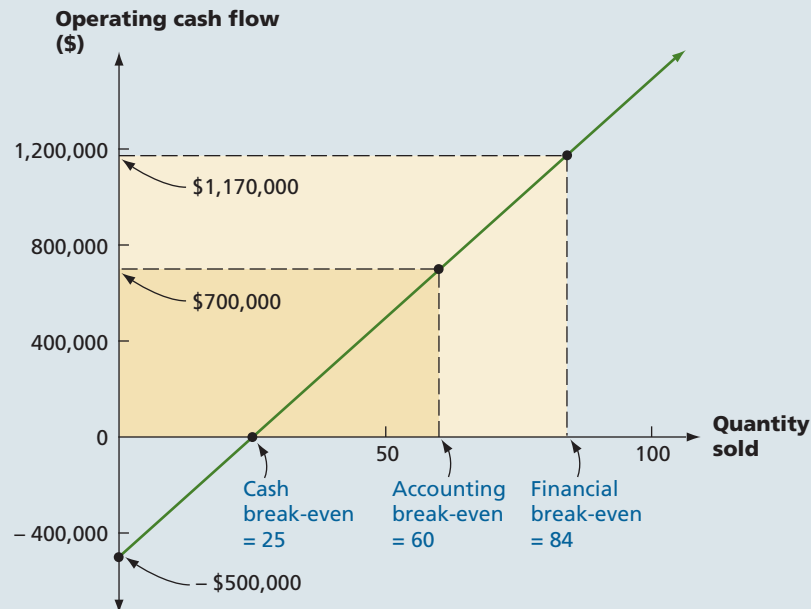 Operating cash flow
($)
1,200,000
$1,170,000
800,000
$700,000
400,000
0
50
100
Quantity
sold
Cash
break-even
= 25
Accounting
break-even
= 60
Financial
break-even
= 84
– 400,000
– $500,000